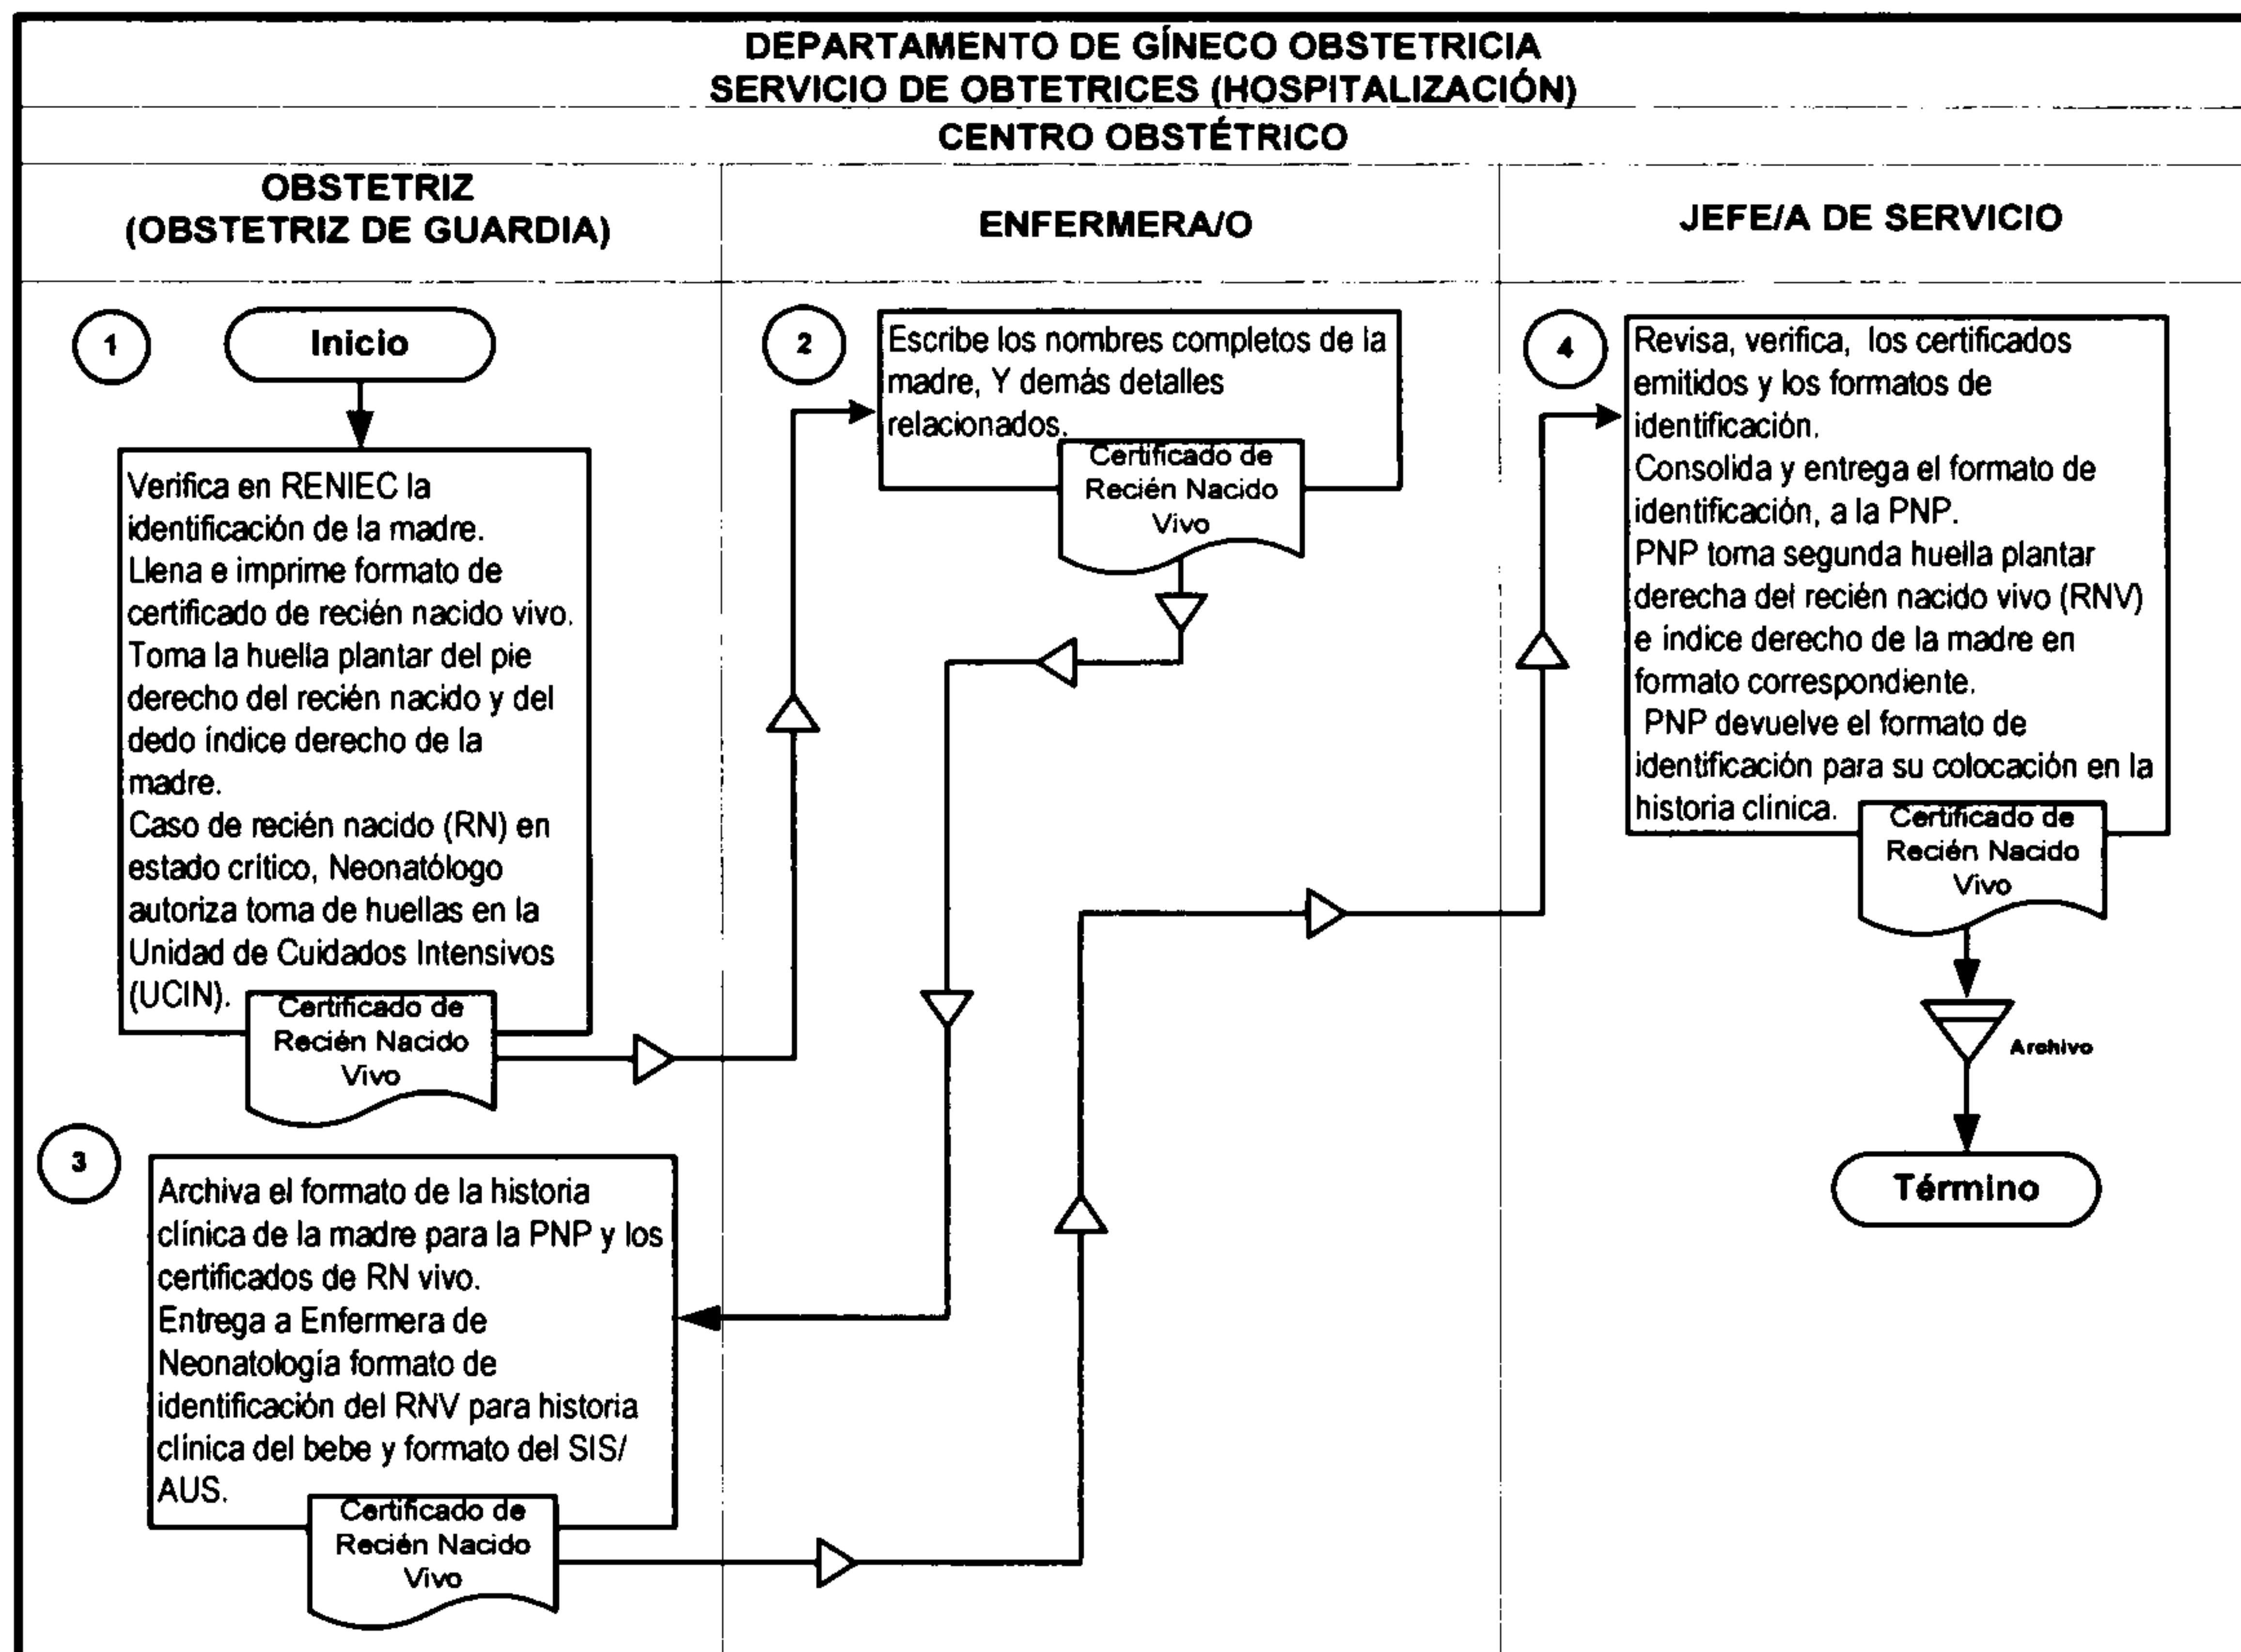 DEPARTAMENTO DE GÍNECO OBSTETRICIA
SERVICIO DE OBTETRICES (HOSPITALIZACIÓN)
CENTRO OBSTÉTRICO
OBSTETRIZ
(OBSTETRIZ DE GUARDIA)
ENFERMERA/O
JEFE/A DE SERVICIO
1
Inicio
Verifica en RENIEC la
identificación de la madre.
Llena e imprime formato de
certificado de recién nacido vivo.
Toma la huella plantar del pie
derecho del recién nacido y del
dedo índice derecho de la
madre.
Caso de recién nacido (RN) en
estado crítico, Neonatólogo
autoriza toma de huellas en la
Unidad de Cuidados Intensivos
(UCIN).
Certificado de
Recién Nacido
Vivo
2
Escribe los nombres completos de la
madre, Y demás detalles
relacionados.
Certificado de
Recién Nacido
Vivo
3
Archiva el formato de la historia
clínica de la madre para la PNP y los
certificados de RN vivo.
Entrega a Enfermera de
Neonatología formato de
identificación del RNV para historia
clínica del bebe y formato del SIS/
AUS.
Certificado de
Recién Nacido
Vivo
4
Revisa, verifica, los certificados
emitidos y los formatos de
identificación.
Consolida y entrega el formato de
identificación, a la PNP.
PNP toma segunda huella plantar
derecha del recién nacido vivo (RNV)
e índice derecho de la madre en
formato correspondiente.
PNP devuelve el formato de
identificación para su colocación en la
historia clínica.
Certificado de
Recién Nacido
Vivo
Archivo
Término